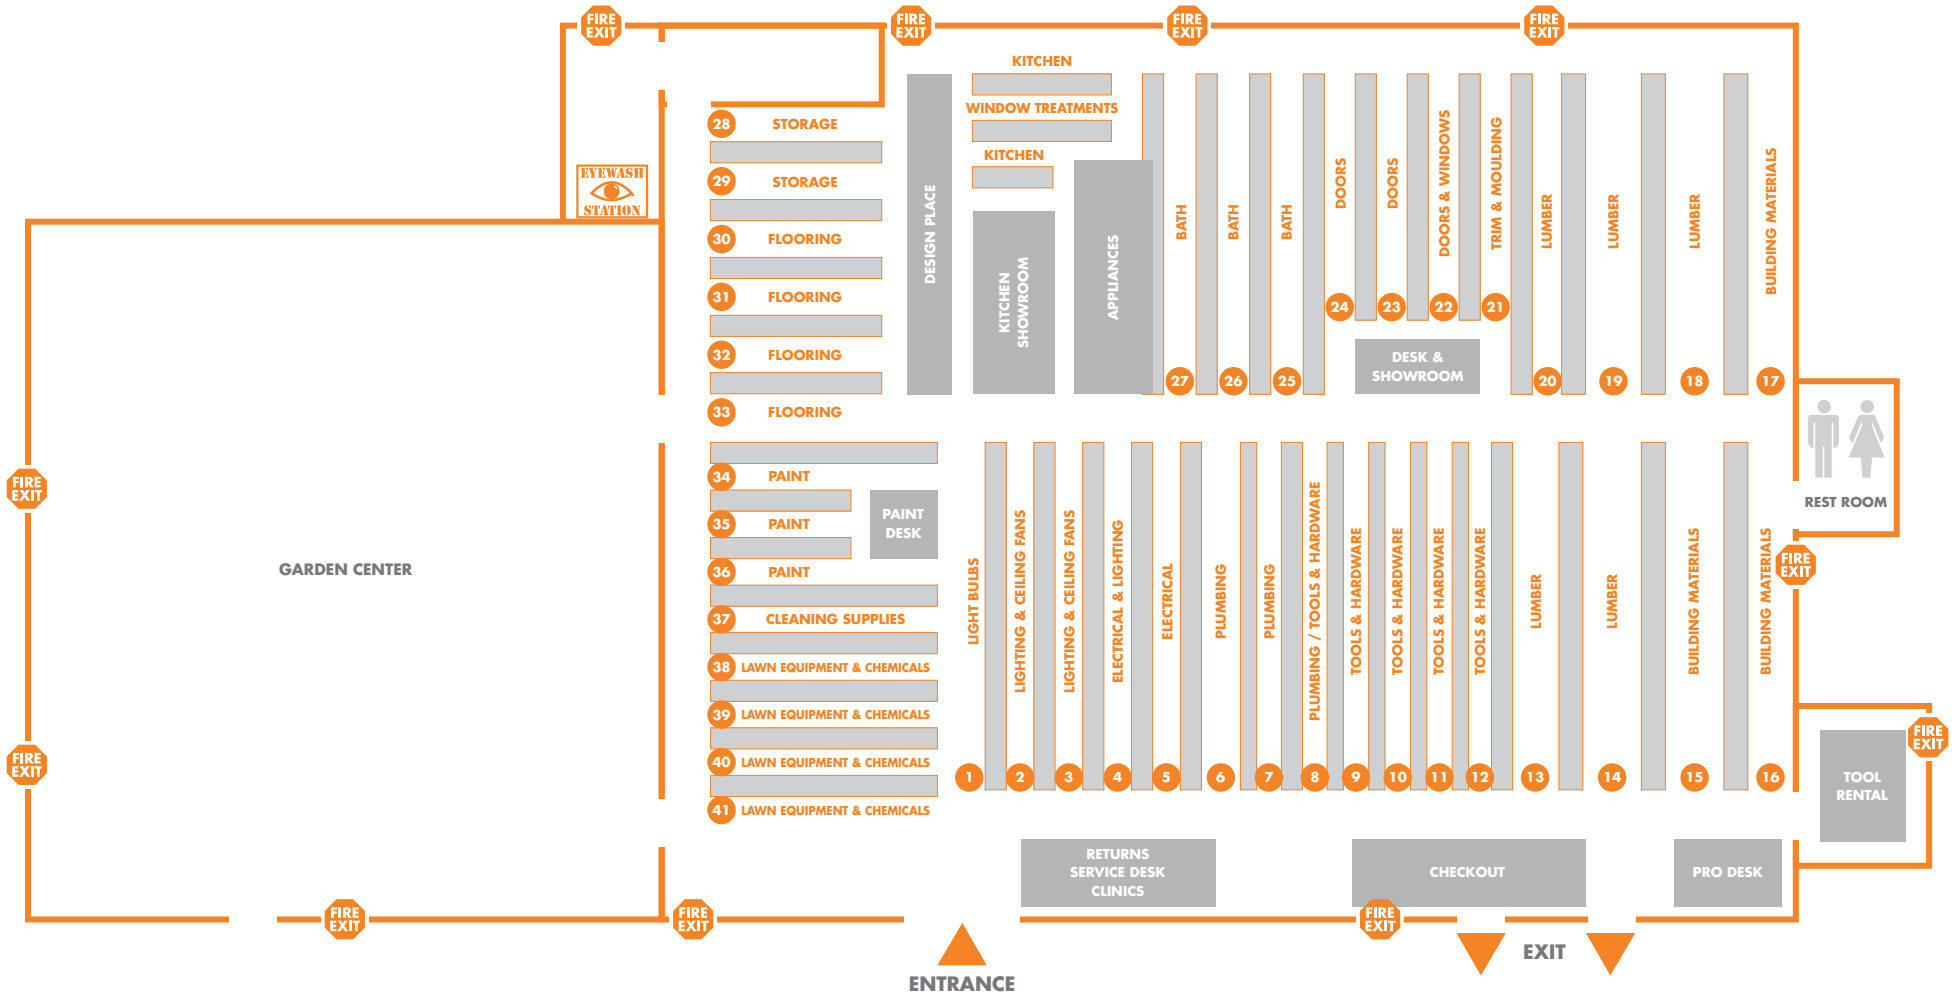 FIRE
EXIT
FIRE
EXIT
FIRE
EXIT
FIRE
EXIT
KITCHEN
WINDOW TREATMENTS
KITCHEN
28 STORAGE
29 STORAGE
30 FLOORING
31 FLOORING
32 FLOORING
33 FLOORING
EYEWASH
STATION
DESIGN PLACE
KITCHEN
SHOWROOM
APPLIANCES
BATH
BATH
BATH
DOORS
DOORS
DOORS & WINDOWS
TRIM & MOULDING
LUMBER
LUMBER
LUMBER
BUILDING MATERIALS
24
23
22
21
DESK &
SHOWROOM
27
26
25
20
19
18
17
REST ROOM
FIRE
EXIT
FIRE
EXIT
GARDEN CENTER
34 PAINT
35 PAINT
36 PAINT
PAINT
DESK
37 CLEANING SUPPLIES
38 LAWN EQUIPMENT & CHEMICALS
39 LAWN EQUIPMENT & CHEMICALS
40 LAWN EQUIPMENT & CHEMICALS
41 LAWN EQUIPMENT & CHEMICALS
LIGHT BULBS
LIGHTING & CEILING FANS
LIGHTING & CEILING FANS
ELECTRICAL & LIGHTING
ELECTRICAL
PLUMBING
PLUMBING
PLUMBING / TOOLS & HARDWARE
TOOLS & HARDWARE
TOOLS & HARDWARE
TOOLS & HARDWARE
TOOLS & HARDWARE
LUMBER
LUMBER
BUILDING MATERIALS
BUILDING MATERIALS
1
2
3
4
5
6
7
8
9
10
11
12
13
14
15
16
FIRE
EXIT
FIRE
EXIT
TOOL
RENTAL
RETURNS
SERVICE DESK
CLINICS
CHECKOUT
PRO DESK
FIRE
EXIT
FIRE
EXIT
FIRE
EXIT
ENTRANCE
EXIT